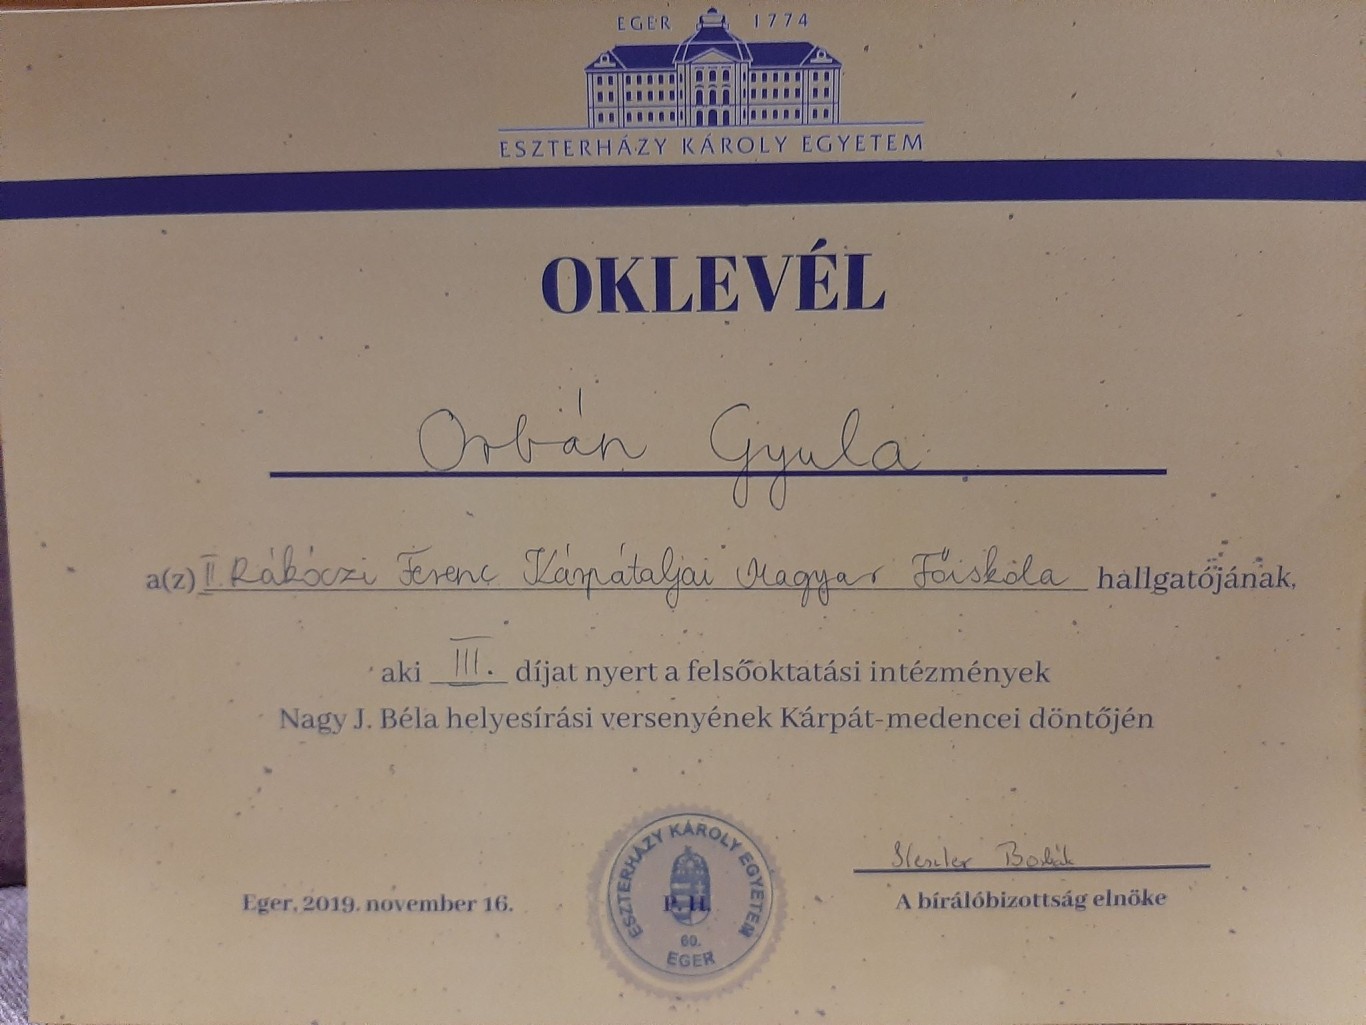 EGER 1774
ESZTERHÁZY KÁROLY EGYETEM
OKLEVÉL
Orbán Gyula
a(z) II. Rákóczi Ferenc Kárpátaljai Magyar Főiskola hallgatójának,
aki III. díjat nyert a felsőoktatási intézmények
Nagy J. Béla helyesírási versenyének Kárpát-medencei döntőjén
ESZTERHÁZY KÁROLY EGYETEM
P. H.
60.
EGER
Eger, 2019. november 16.
A bírálóbizottság elnöke